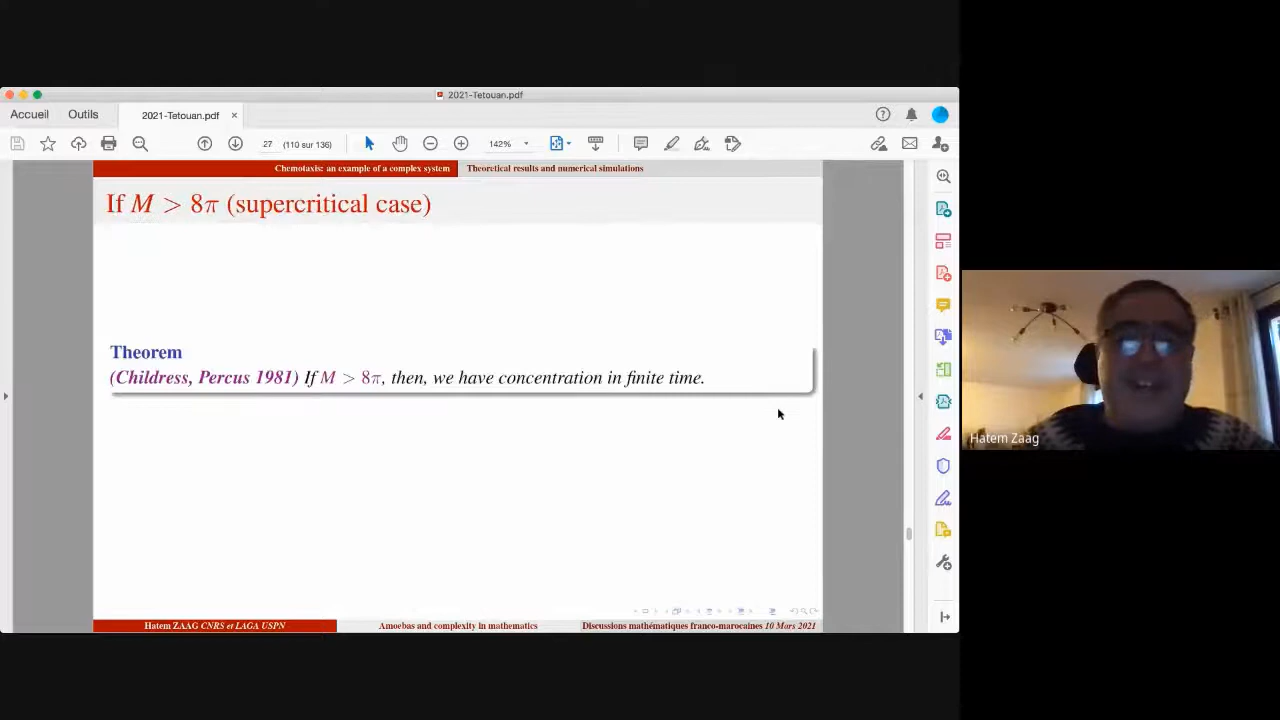 2021-Tetouan.pdf
Accueil Outils 2021-Tetouan.pdf ×
27 (110 sur 136) 142%
Chemotaxis: an example of a complex system Theoretical results and numerical simulations
If M > 8π (supercritical case)
Theorem
(Childress, Percus 1981) If M > 8π, then, we have concentration in finite time.
Hatem Zaag
Hatem ZAAG CNRS et LAGA USPN Amoebas and complexity in mathematics Discussions mathématiques franco-marocaines 10 Mars 2021